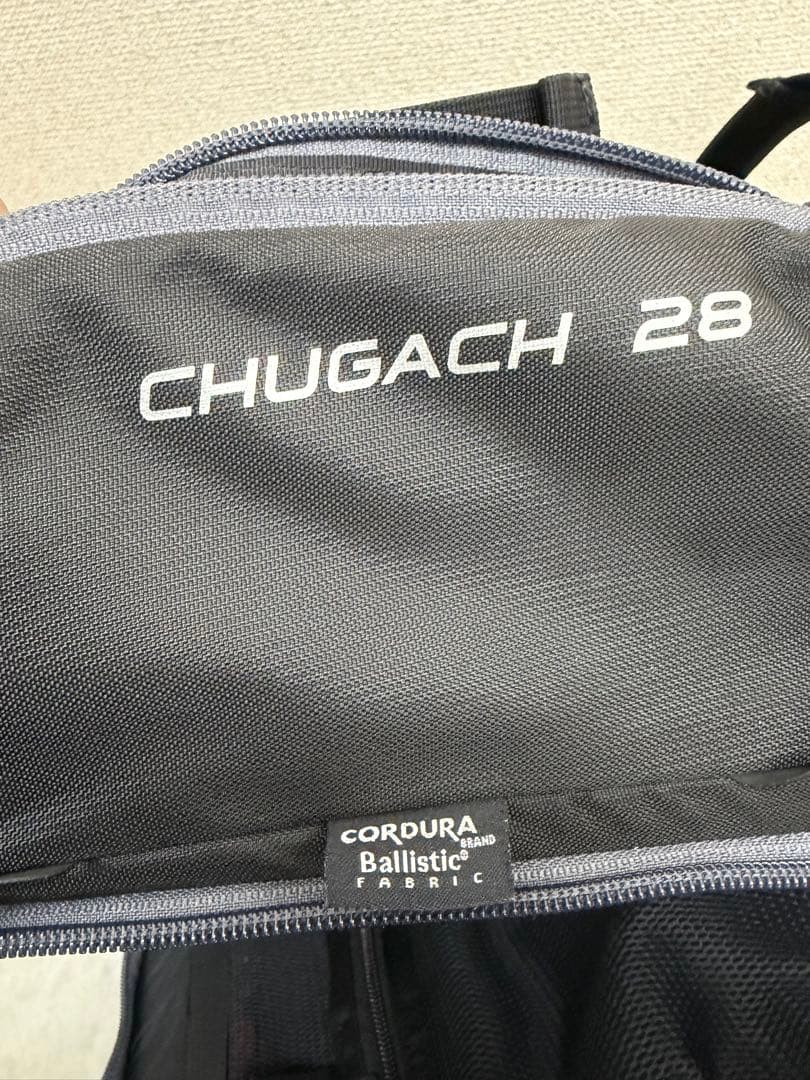 CHUGACH 28
CORDURA
BRAND
Ballistic®
FABRIC